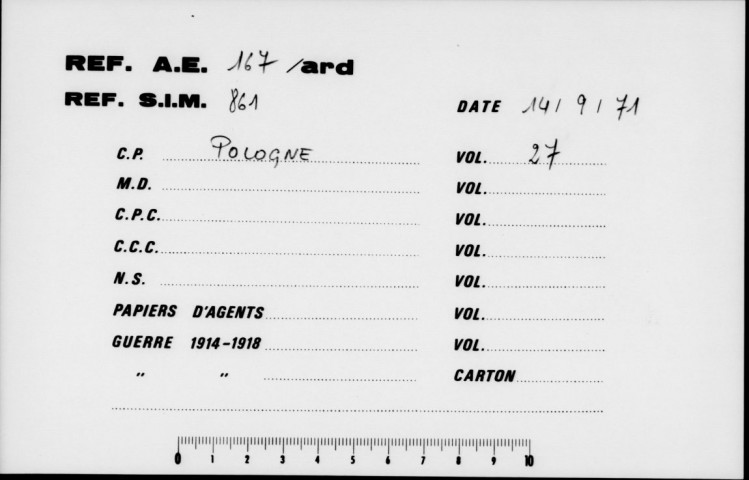 REF. A.E. 167/ard
REF. S.I.M. 861 DATE 14/9/71
C.P. POLOGNE VOL. 27
M.D. VOL.
C.P.C. VOL.
C.C.C. VOL.
N.S. VOL.
PAPIERS D'AGENTS VOL.
GUERRE 1914-1918 VOL.
" " CARTON
0 1 2 3 4 5 6 7 8 9 10